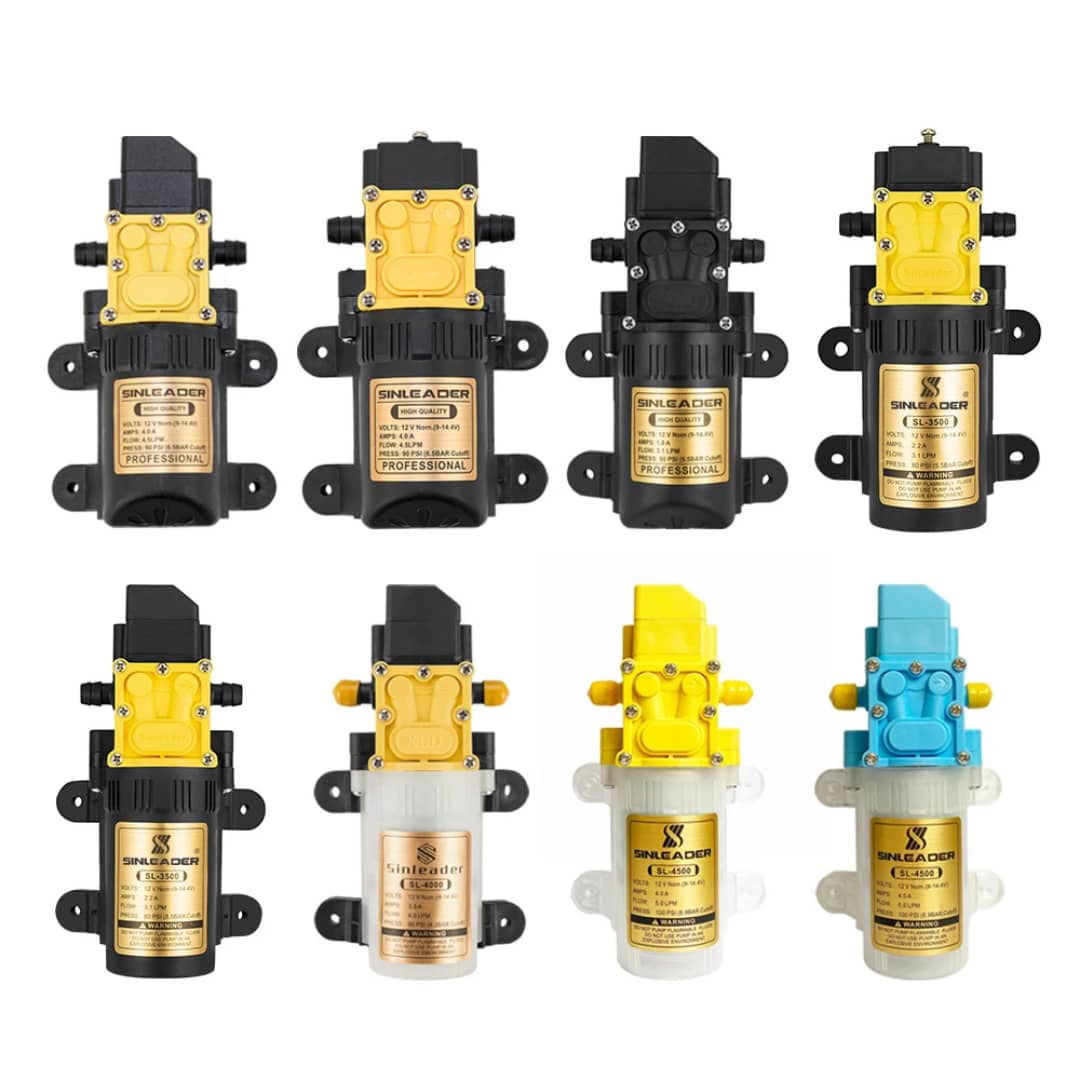 SINLEADER
HIGH QUALITY
VOLTS: 12 V Nom.(9-14.4V)
AMPS: 4.0 A
FLOW: 4.5LPM
PRESS: 90 PSI (6.5BAR Cutoff)
PROFESSIONAL
SINLEADER
HIGH QUALITY
VOLTS: 12 V Nom.(9-14.4V)
AMPS: 4.0 A
FLOW: 4.5LPM
PRESS: 90 PSI (6.5BAR Cutoff)
PROFESSIONAL
SINLEADER
HIGH QUALITY
VOLTS: 12 V Nom.(9-14.4V)
AMPS: 1.8 A
FLOW: 3.1 LPM
PRESS: 80 PSI (5.5BAR Cutoff)
PROFESSIONAL
SINLEADER ®
SL-3500
VOLTS: 12 V Nom.(9-14.4V)
AMPS: 2.2 A
FLOW: 3.1 LPM
PRESS: 80 PSI (5.5BAR Cutoff)
WARNING
DO NOT PUMP FLAMMABLE FLUIDS
DO NOT USE PUMP IN AN
EXPLOSIVE ENVIRONMENT
SINLEADER ®
SL-3500
VOLTS: 12 V Nom.(9-14.4V)
AMPS: 2.2 A
FLOW: 3.1 LPM
PRESS: 80 PSI (5.5BAR Cutoff)
WARNING
DO NOT PUMP FLAMMABLE FLUIDS
DO NOT USE PUMP IN AN
EXPLOSIVE ENVIRONMENT
Sinleader
SL-4000
VOLTS: 12 V Nom.(9-14.4V)
AMPS:
FLOW: 4.0 LPM
PRESS: 90 PSI Cutoff)
WARNING
DO NOT PUMP FLAMMABLE FLUIDS
DO NOT USE PUMP IN AN
EXPLOSIVE ENVIRONMENT
SINLEADER
SL-4500
VOLTS: 12 V Nom.(9-14.4V)
AMPS: 4.0 A
FLOW: 5.0 LPM
PRESS: 100 PSI (6.9BAR Cutoff)
WARNING
DO NOT PUMP FLAMMABLE FLUIDS
DO NOT USE PUMP IN AN
EXPLOSIVE ENVIRONMENT
SINLEADER
SL-4500
VOLTS: 12 V Nom.(9-14.4V)
AMPS: 4.0 A
FLOW: 5.0 LPM
PRESS: 100 PSI (6.9BAR Cutoff)
WARNING
DO NOT PUMP FLAMMABLE FLUIDS
DO NOT USE PUMP IN AN
EXPLOSIVE ENVIRONMENT